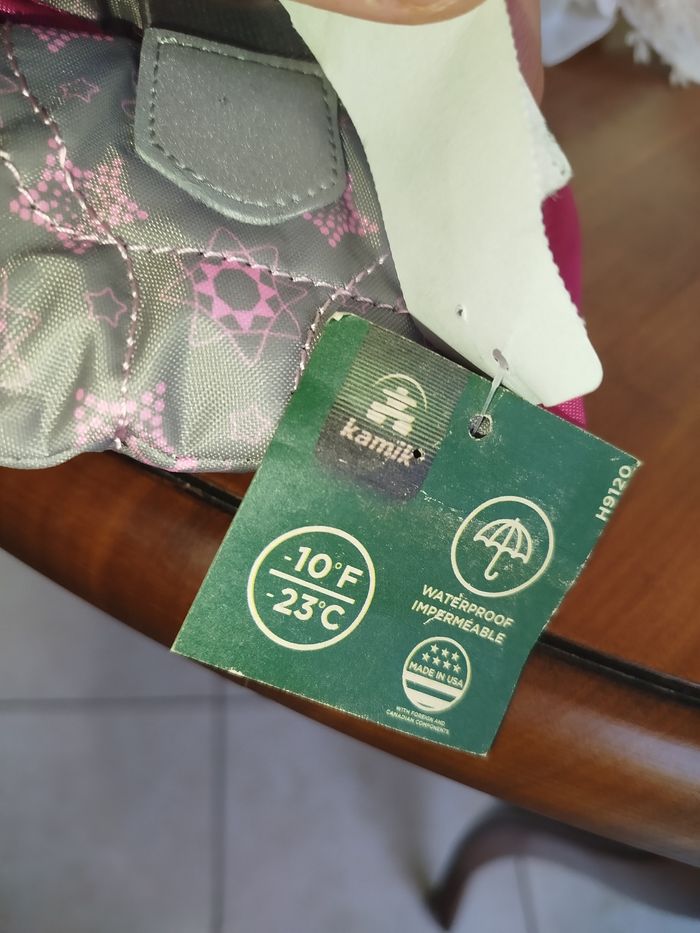 kamik
H9120
-10°F
-23°C
WATERPROOF
IMPERMÉABLE
MADE IN USA
WITH FOREIGN AND
CANADIAN COMPONENTS